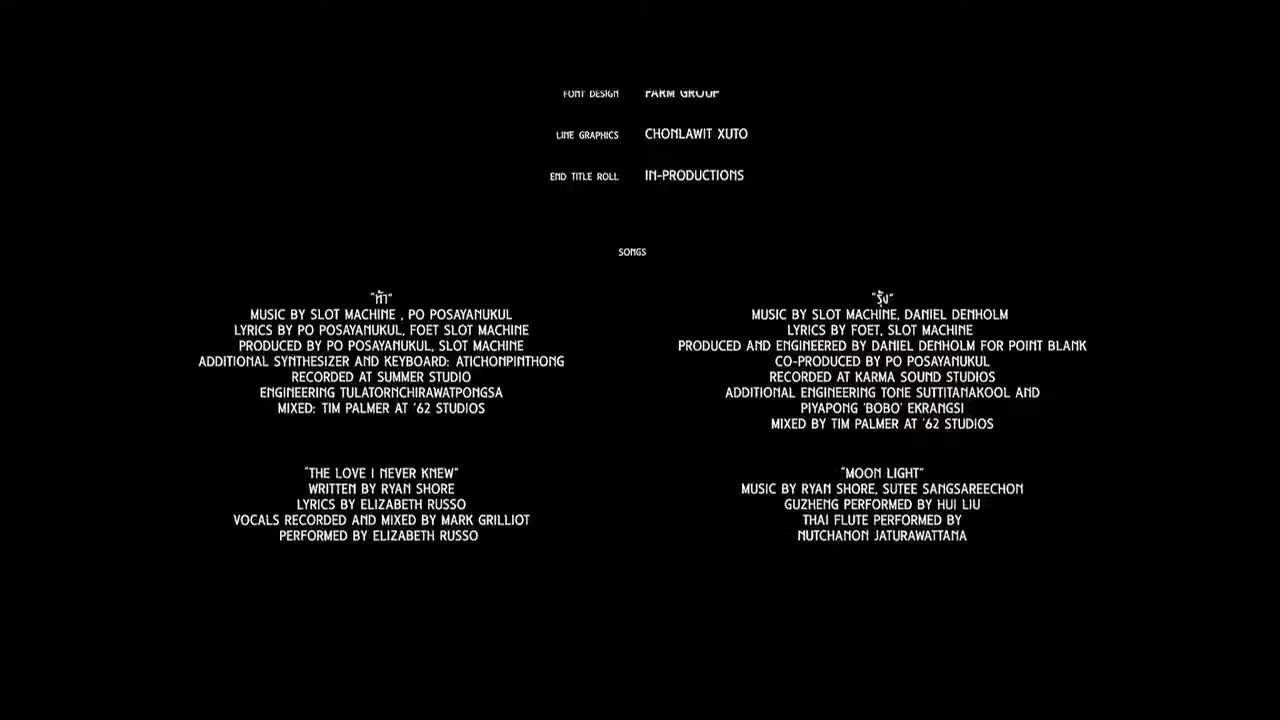 FONT DESIGN FARM GROUP
LINE GRAPHICS CHONLAWIT XUTO
END TITLE ROLL IN-PRODUCTIONS
SONGS
"ท้า"
MUSIC BY SLOT MACHINE , PO POSAYANUKUL
LYRICS BY PO POSAYANUKUL, FOET SLOT MACHINE
PRODUCED BY PO POSAYANUKUL, SLOT MACHINE
ADDITIONAL SYNTHESIZER AND KEYBOARD: ATICHONPINTHONG
RECORDED AT SUMMER STUDIO
ENGINEERING TULATORNCHIRAWATPONGSA
MIXED: TIM PALMER AT '62 STUDIOS
"รุ้ง"
MUSIC BY SLOT MACHINE, DANIEL DENHOLM
LYRICS BY FOET, SLOT MACHINE
PRODUCED AND ENGINEERED BY DANIEL DENHOLM FOR POINT BLANK
CO-PRODUCED BY PO POSAYANUKUL
RECORDED AT KARMA SOUND STUDIOS
ADDITIONAL ENGINEERING TONE SUTTITANAKOOL AND
PIYAPONG 'BOBO' EKRANGSI
MIXED BY TIM PALMER AT '62 STUDIOS
"THE LOVE I NEVER KNEW"
WRITTEN BY RYAN SHORE
LYRICS BY ELIZABETH RUSSO
VOCALS RECORDED AND MIXED BY MARK GRILLIOT
PERFORMED BY ELIZABETH RUSSO
"MOON LIGHT"
MUSIC BY RYAN SHORE, SUTEE SANGSAREECHON
GUZHENG PERFORMED BY HUI LIU
THAI FLUTE PERFORMED BY
NUTCHANON JATURAWATTANA